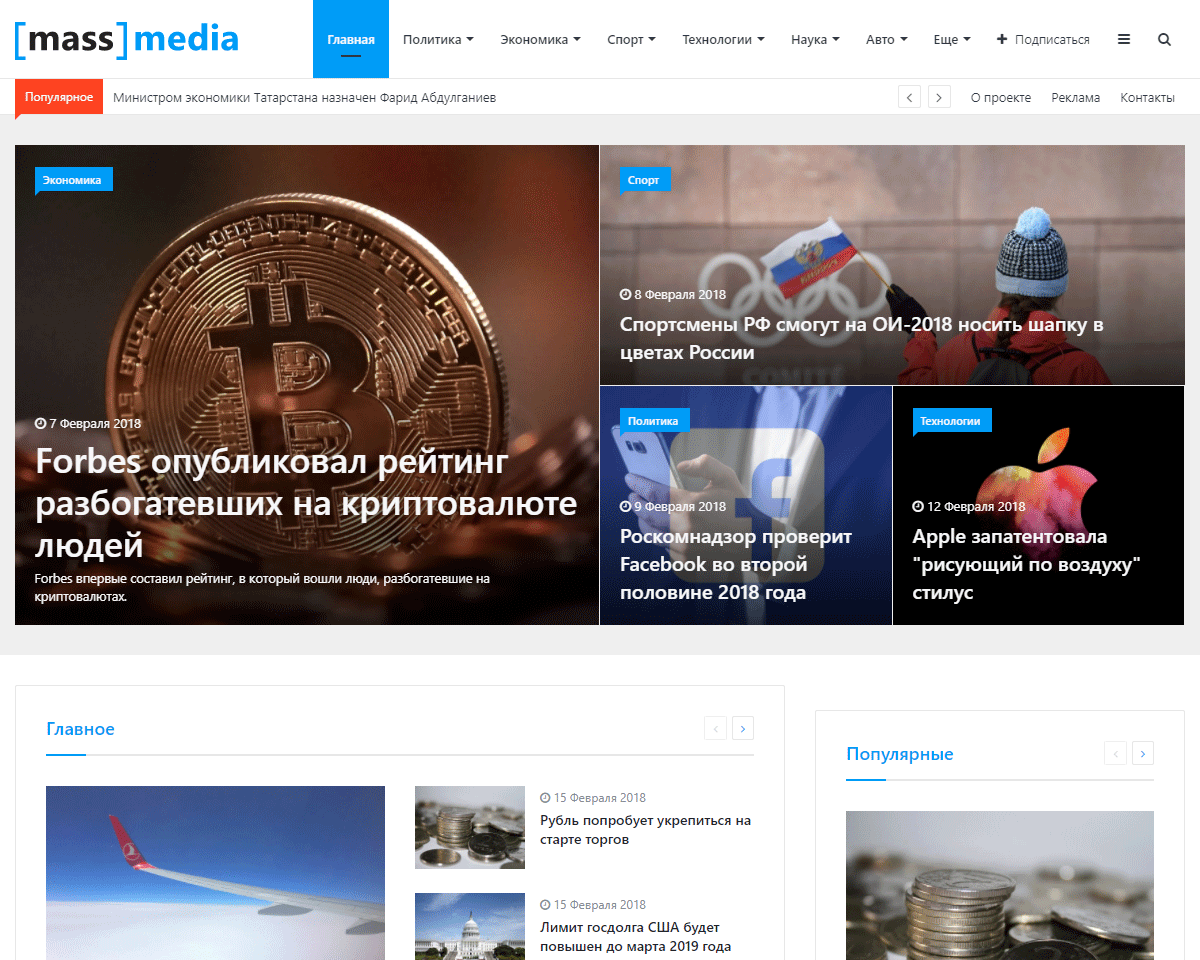 [mass]media
Главная
Политика
Экономика
Спорт
Технологии
Наука
Авто
Еще
Подписаться
Популярное
Министром экономики Татарстана назначен Фарид Абдулганиев
О проекте
Реклама
Контакты
Экономика
7 Февраля 2018
Forbes опубликовал рейтинг
разбогатевших на криптовалюте
людей
Forbes впервые составил рейтинг, в который вошли люди, разбогатевшие на
криптовалютах.
Спорт
8 Февраля 2018
Спортсмены РФ смогут на ОИ-2018 носить шапку в
цветах России
Политика
9 Февраля 2018
Роскомнадзор проверит
Facebook во второй
половине 2018 года
Технологии
12 Февраля 2018
Apple запатентовала
"рисующий по воздуху"
стилус
Главное
15 Февраля 2018
Рубль попробует укрепиться на
старте торгов
15 Февраля 2018
Лимит госдолга США будет
повышен до марта 2019 года
Популярные